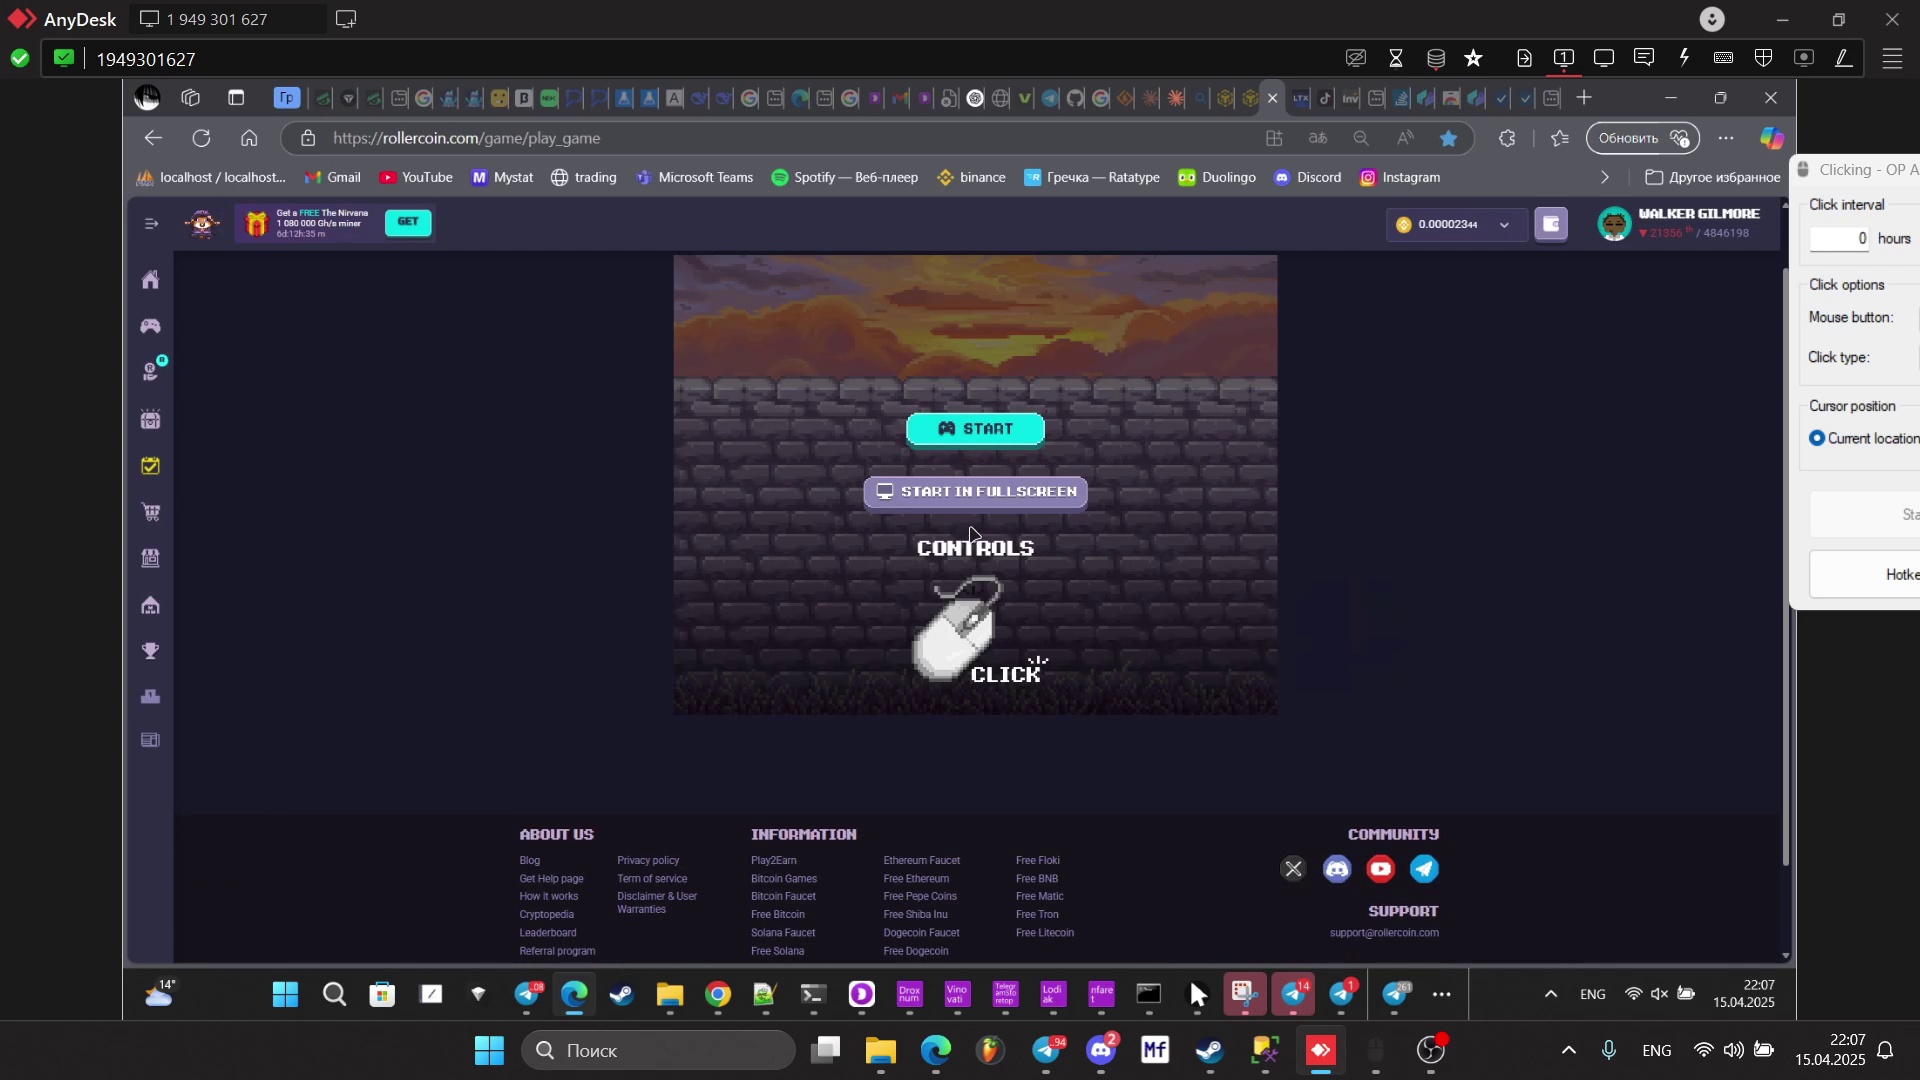 AnyDesk
1 949 301 627
1949301627
Гр
https://rollercoin.com/game/play_game
Обновить
localhost / localhost...
Gmail
YouTube
Mystat
trading
Microsoft Teams
Spotify — Веб-плеер
binance
Гречка — Ratatype
Duolingo
Discord
Instagram
Другое избранное
Get a FREE The Nirvana
1 080 000 Gh/s miner
6d:12h:35 m
GET
0.00002344
WALKER GILMORE
21356 th / 4846198
Clicking - OP A
Click interval
0 hours
Click options
Mouse button:
Click type:
Cursor position
Current location
Sta
Hotke
START
START IN FULLSCREEN
CONTROLS
CLICK
ABOUT US
Blog
Get Help page
How it works
Cryptopedia
Leaderboard
Referral program
Privacy policy
Term of service
Disclaimer & User
Warranties
INFORMATION
Play2Earn
Bitcoin Games
Bitcoin Faucet
Free Bitcoin
Solana Faucet
Free Solana
Ethereum Faucet
Free Ethereum
Free Pepe Coins
Free Shiba Inu
Dogecoin Faucet
Free Dogecoin
Free Floki
Free BNB
Free Matic
Free Tron
Free Litecoin
COMMUNITY
SUPPORT
support@rollercoin.com
14°
ENG
22:07
15.04.2025
Поиск
ENG
22:07
15.04.2025